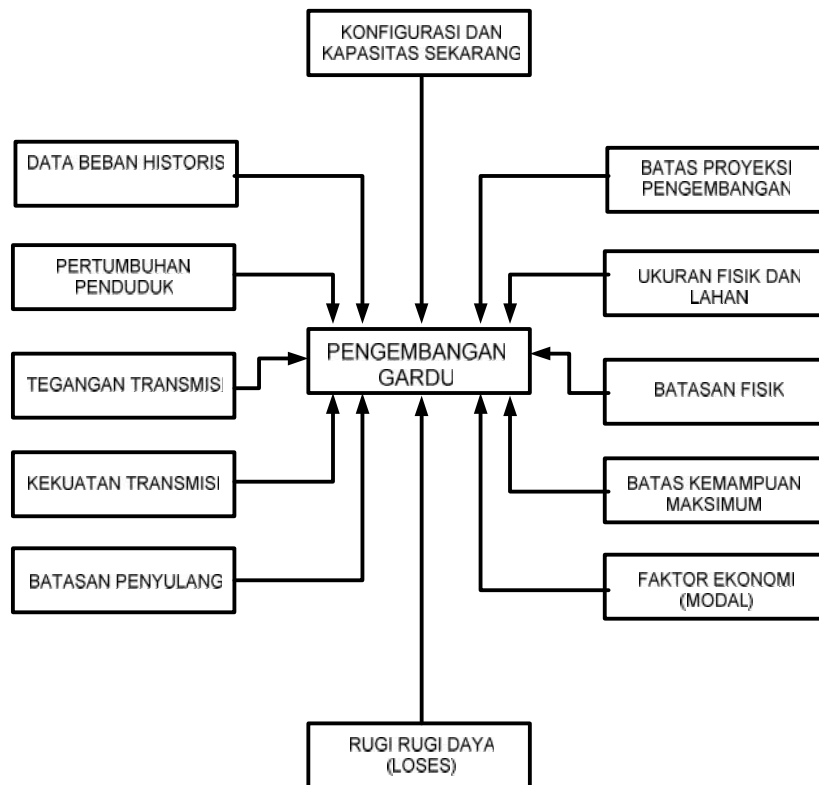 KONFIGURASI DAN
KAPASITAS SEKARANG
DATA BEBAN HISTORIS
BATAS PROYEKSI
PENGEMBANGAN
PERTUMBUHAN
PENDUDUK
UKURAN FISIK DAN
LAHAN
PENGEMBANGAN
GARDU
TEGANGAN TRANSMISI
BATASAN FISIK
KEKUATAN TRANSMISI
BATAS KEMAMPUAN
MAKSIMUM
BATASAN PENYULANG
FAKTOR EKONOMI
(MODAL)
RUGI RUGI DAYA
(LOSES)